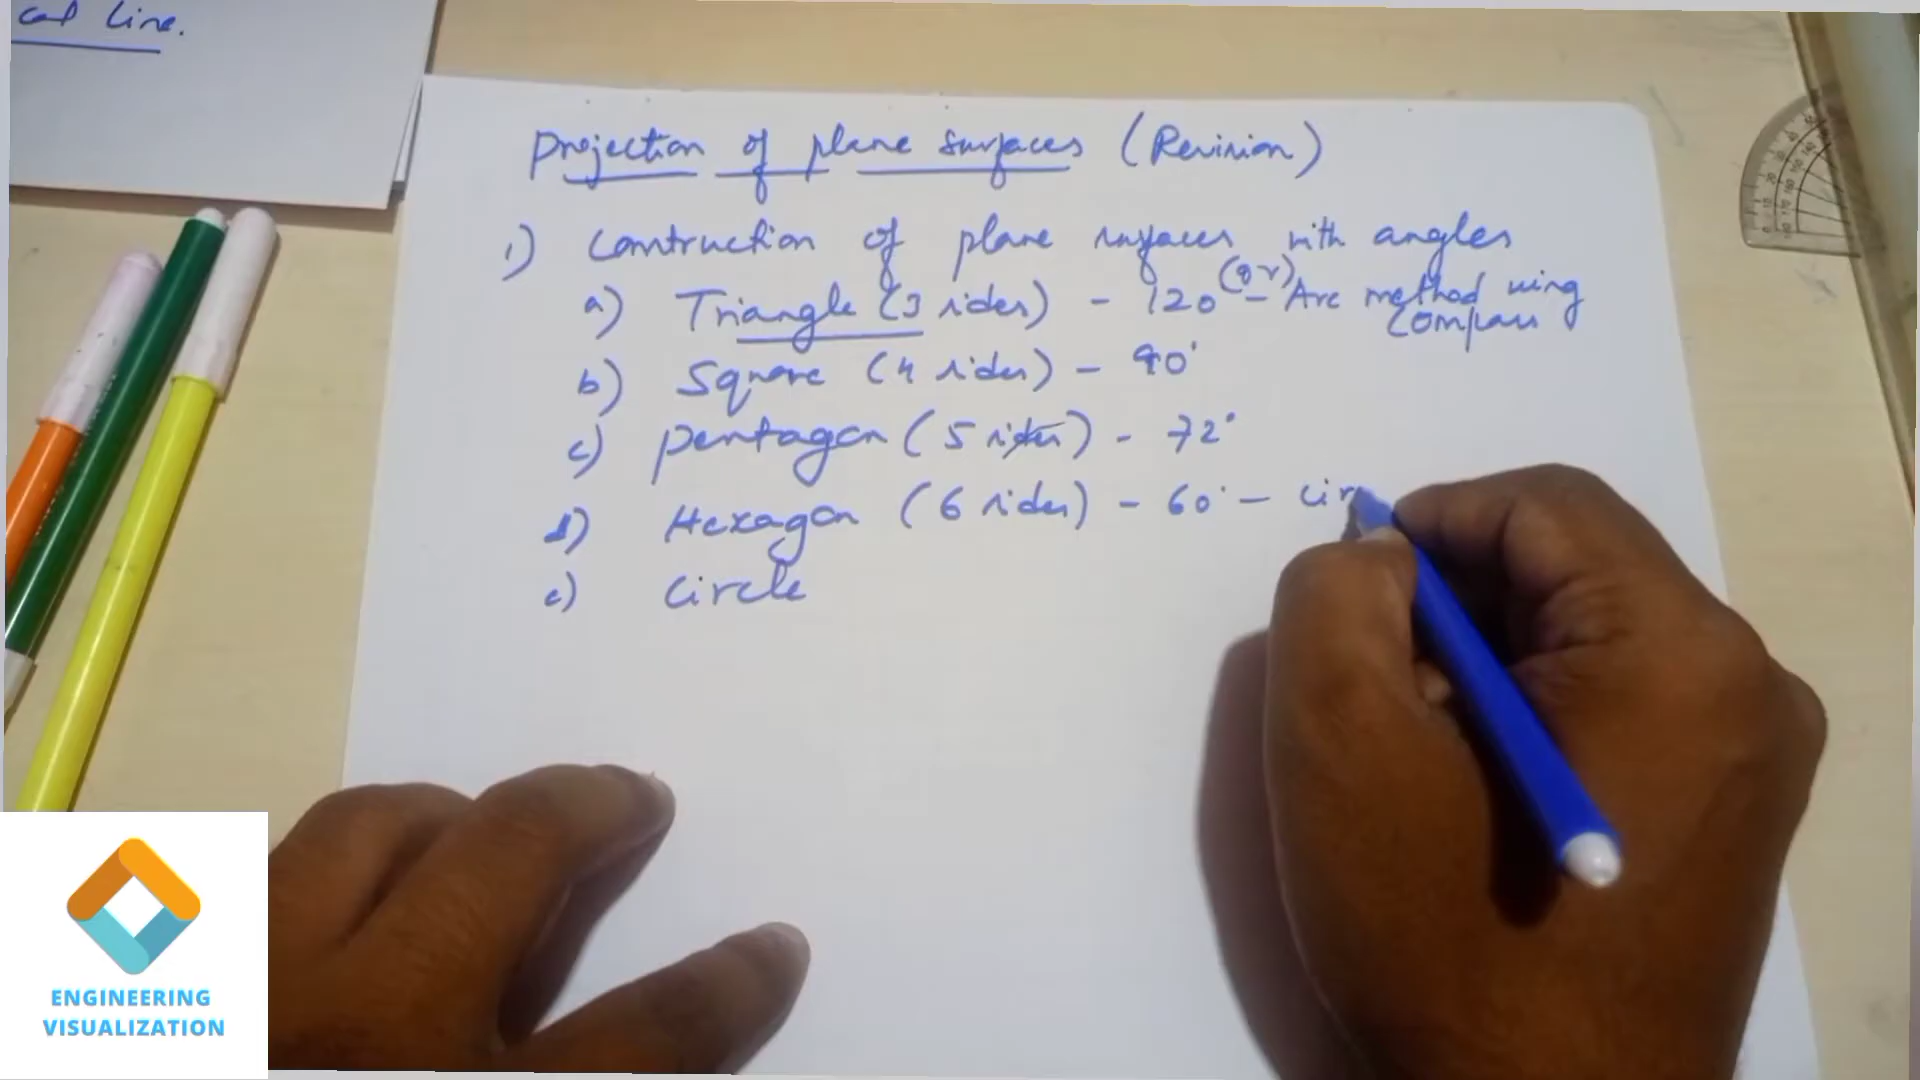 cal line.
Projection of plane surfaces (Revision)
1) Construction of plane surfaces with angles
a) Triangle (3 sides) - 120° (or) - Arc method using compass
b) Square (4 sides) - 90°
c) pentagon (5 sides) - 72°
d) Hexagon (6 sides) - 60° - cir
e) circle
ENGINEERING
VISUALIZATION